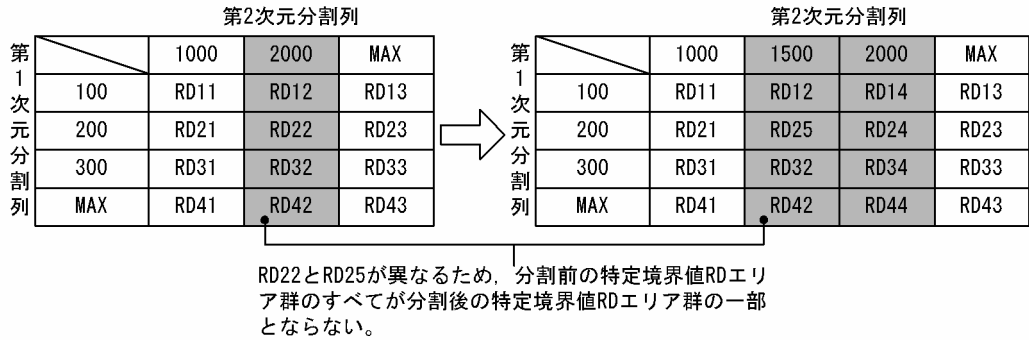 第2次元分割列
第1次元分割列
1000 2000 MAX
100 RD11 RD12 RD13
200 RD21 RD22 RD23
300 RD31 RD32 RD33
MAX RD41 RD42 RD43
第2次元分割列
第1次元分割列
1000 1500 2000 MAX
100 RD11 RD12 RD14 RD13
200 RD21 RD25 RD24 RD23
300 RD31 RD32 RD34 RD33
MAX RD41 RD42 RD44 RD43
RD22とRD25が異なるため，分割前の特定境界値RDエリ
ア群のすべてが分割後の特定境界値RDエリア群の一部
とならない。